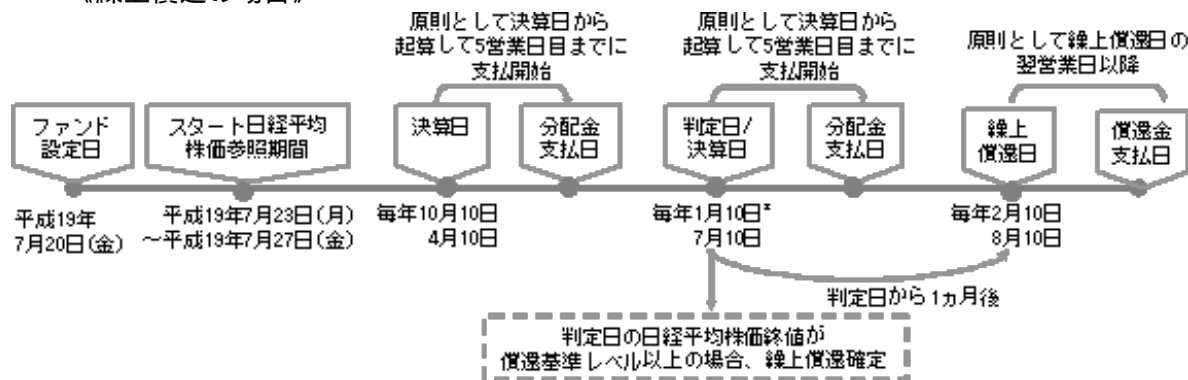 《繰上償還の場合》
原則として決算日から
起算して5営業日目までに
支払開始
原則として決算日から
起算して5営業日目までに
支払開始
原則として繰上償還日の
翌営業日以降
ファンド
設定日
スタート日経平均
株価参照期間
決算日
分配金
支払日
判定日/
決算日
分配金
支払日
繰上
償還日
償還金
支払日
平成19年
7月20日(金)
平成19年7月23日(月)
～平成19年7月27日(金)
毎年10月10日
4月10日
毎年1月10日*
7月10日
毎年2月10日
8月10日
判定日から1ヵ月後
判定日の日経平均株価終値が
償還基準レベル以上の場合、繰上償還確定